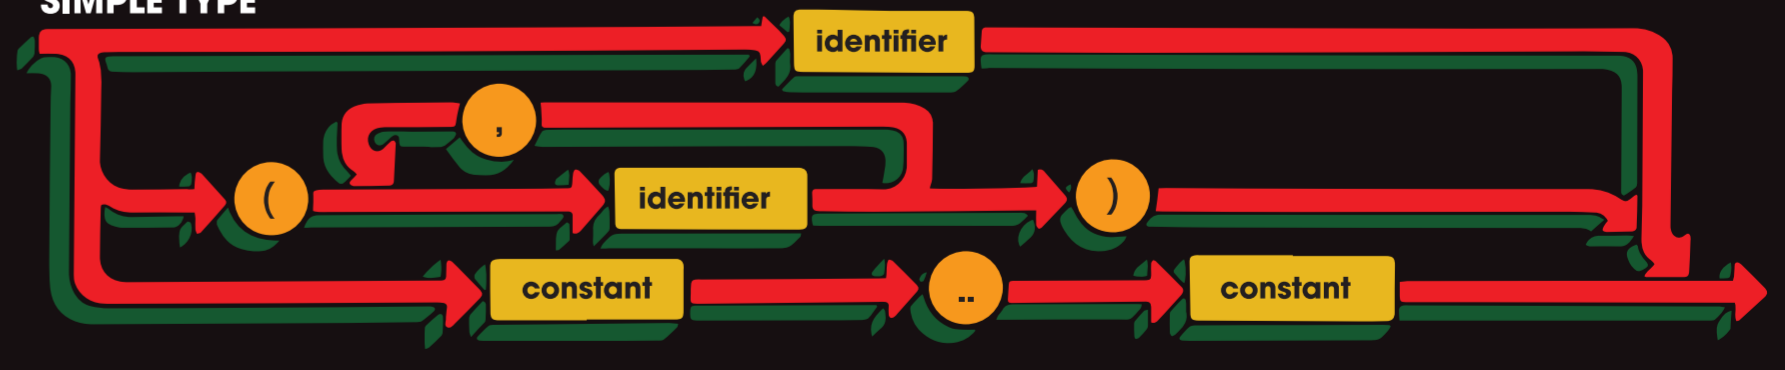 SIMPLE TYPE
identifier
,
( identifier )
constant .. constant